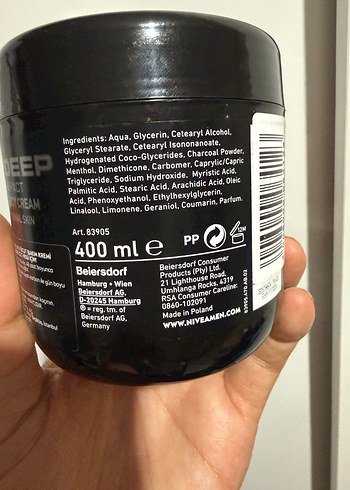 DEEP
CREAM
Ingredients: Aqua, Glycerin, Cetearyl Alcohol,
Glyceryl Stearate, Cetearyl Isononanoate,
Hydrogenated Coco-Glycerides, Charcoal Powder,
Menthol, Dimethicone, Carbomer, Caprylic/Capric
Triglyceride, Sodium Hydroxide. Myristic Acid,
Palmitic Acid, Stearic Acid, Arachidic Acid, Oleic
Acid, Phenoxyethanol, Ethylhexylglycerin,
Linalool, Limonene, Geraniol, Coumarin, Parfum.
Art.83905
400 ml e
PP
12M
Beiersdorf
Hamburg • Wien
Beiersdorf AG,
D-20245 Hamburg
® = reg. tm. of
Beiersdorf AG,
Germany
Beiersdorf Consumer
Products (Pty) Ltd.
21 Lighthouse Road,
Umhlanga Rocks, 4319
RSA Consumer Careline:
0860-102091
Made in Poland
WWW.NIVEAMEN.COM